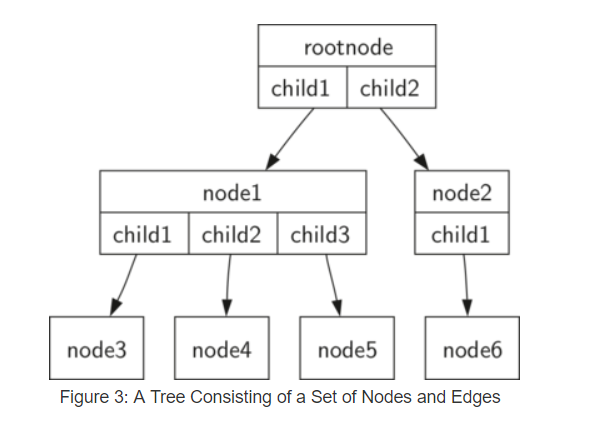 rootnode
child1 child2
node1 node2
child1 child2 child3 child1
node3 node4 node5 node6
Figure 3: A Tree Consisting of a Set of Nodes and Edges